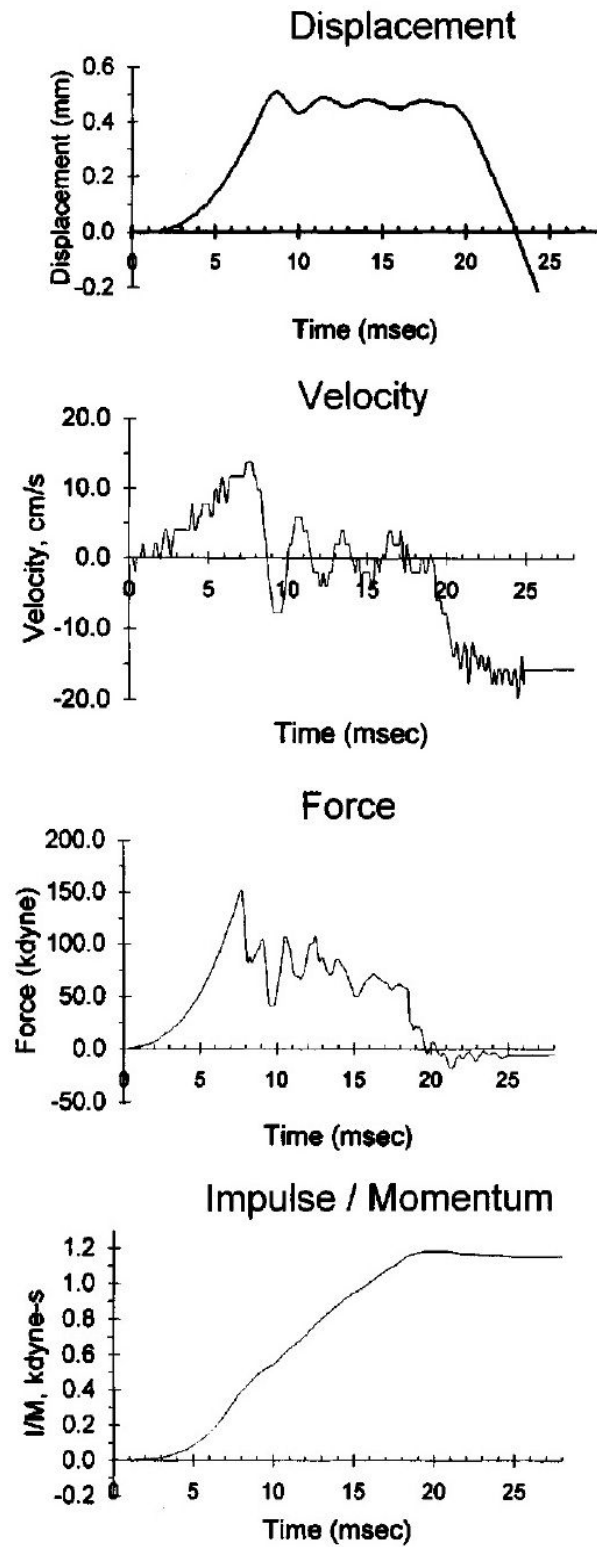 Displacement
0.6
0.4
0.2
0.0
-0.2
Displacement (mm)
0 5 10 15 20 25
Time (msec)
Velocity
20.0
10.0
0.0
-10.0
-20.0
Velocity, cm/s
0 5 10 15 20 25
Time (msec)
Force
200.0
150.0
100.0
50.0
0.0
-50.0
Force (kdyne)
0 5 10 15 20 25
Time (msec)
Impulse / Momentum
1.2
1.0
0.8
0.6
0.4
0.2
0.0
-0.2
I/M, kdyne-s
0 5 10 15 20 25
Time (msec)